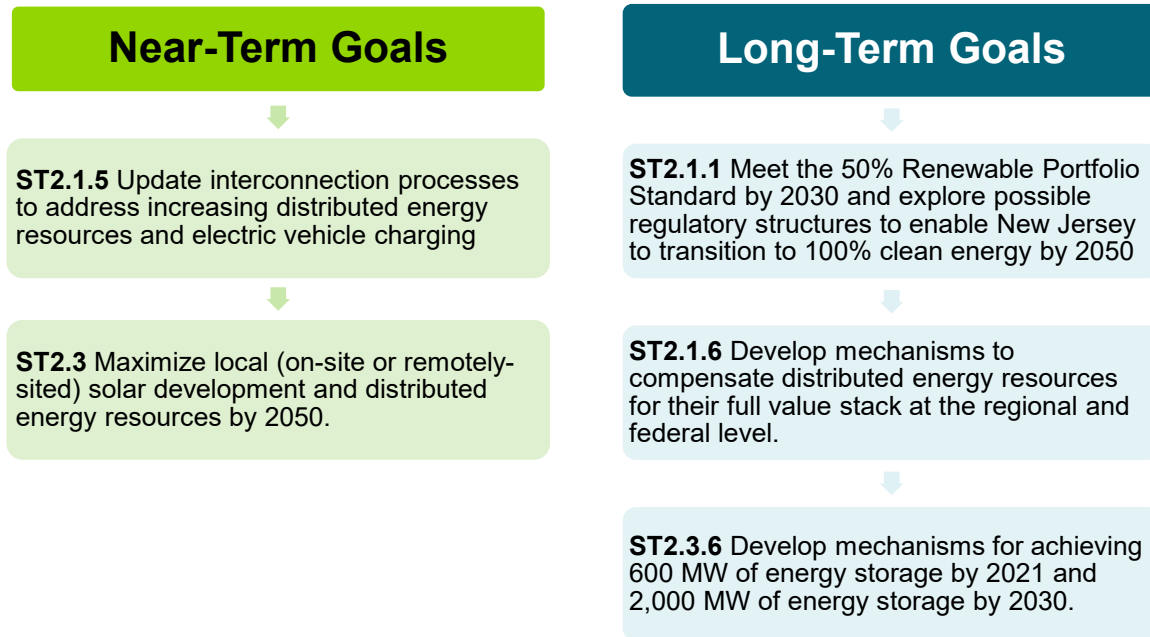 Near-Term Goals
ST2.1.5 Update interconnection processes
to address increasing distributed energy
resources and electric vehicle charging
ST2.3 Maximize local (on-site or remotely-
sited) solar development and distributed
energy resources by 2050.
Long-Term Goals
ST2.1.1 Meet the 50% Renewable Portfolio
Standard by 2030 and explore possible
regulatory structures to enable New Jersey
to transition to 100% clean energy by 2050
ST2.1.6 Develop mechanisms to
compensate distributed energy resources
for their full value stack at the regional and
federal level.
ST2.3.6 Develop mechanisms for achieving
600 MW of energy storage by 2021 and
2,000 MW of energy storage by 2030.